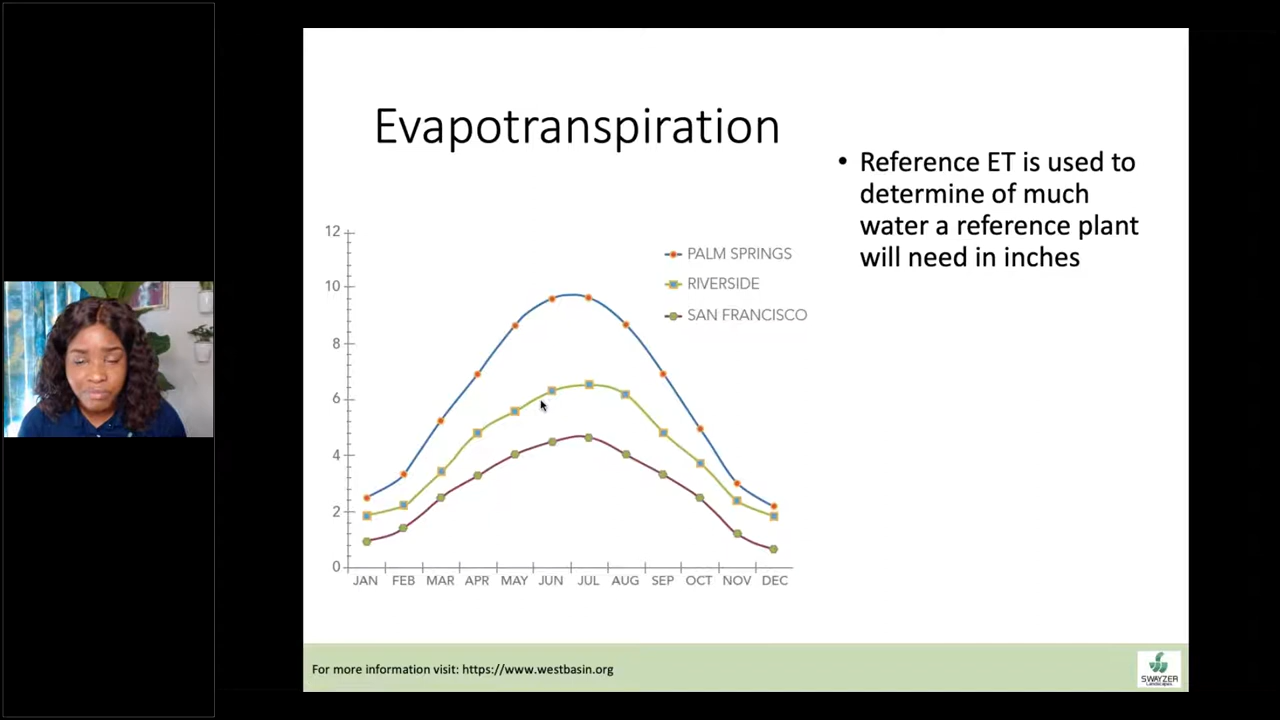 Evapotranspiration
• Reference ET is used to
determine of much
water a reference plant
will need in inches
12
10
8
6
4
2
0
PALM SPRINGS
RIVERSIDE
SAN FRANCISCO
JAN FEB MAR APR MAY JUN JUL AUG SEP OCT NOV DEC
For more information visit: https://www.westbasin.org
SWAYZER
LANDSCAPES